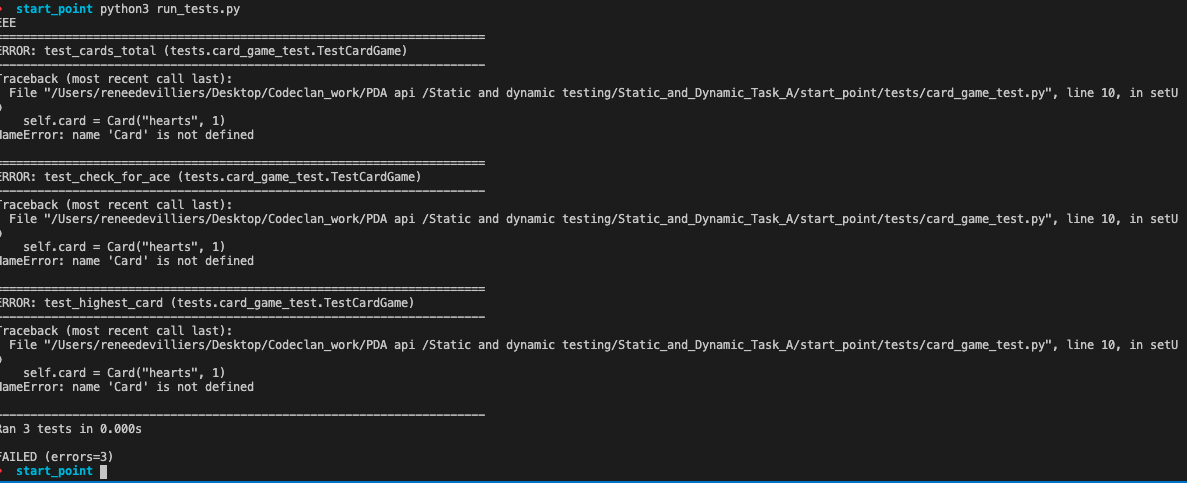 start_point python3 run_tests.py
EEE
======================================================================
ERROR: test_cards_total (tests.card_game_test.TestCardGame)
----------------------------------------------------------------------
Traceback (most recent call last):
  File "/Users/reneedevilliers/Desktop/Codeclan_work/PDA api /Static and dynamic testing/Static_and_Dynamic_Task_A/start_point/tests/card_game_test.py", line 10, in setU
p
    self.card = Card("hearts", 1)
NameError: name 'Card' is not defined

======================================================================
ERROR: test_check_for_ace (tests.card_game_test.TestCardGame)
----------------------------------------------------------------------
Traceback (most recent call last):
  File "/Users/reneedevilliers/Desktop/Codeclan_work/PDA api /Static and dynamic testing/Static_and_Dynamic_Task_A/start_point/tests/card_game_test.py", line 10, in setU
p
    self.card = Card("hearts", 1)
NameError: name 'Card' is not defined

======================================================================
ERROR: test_highest_card (tests.card_game_test.TestCardGame)
----------------------------------------------------------------------
Traceback (most recent call last):
  File "/Users/reneedevilliers/Desktop/Codeclan_work/PDA api /Static and dynamic testing/Static_and_Dynamic_Task_A/start_point/tests/card_game_test.py", line 10, in setU
p
    self.card = Card("hearts", 1)
NameError: name 'Card' is not defined

----------------------------------------------------------------------
Ran 3 tests in 0.000s

FAILED (errors=3)
start_point